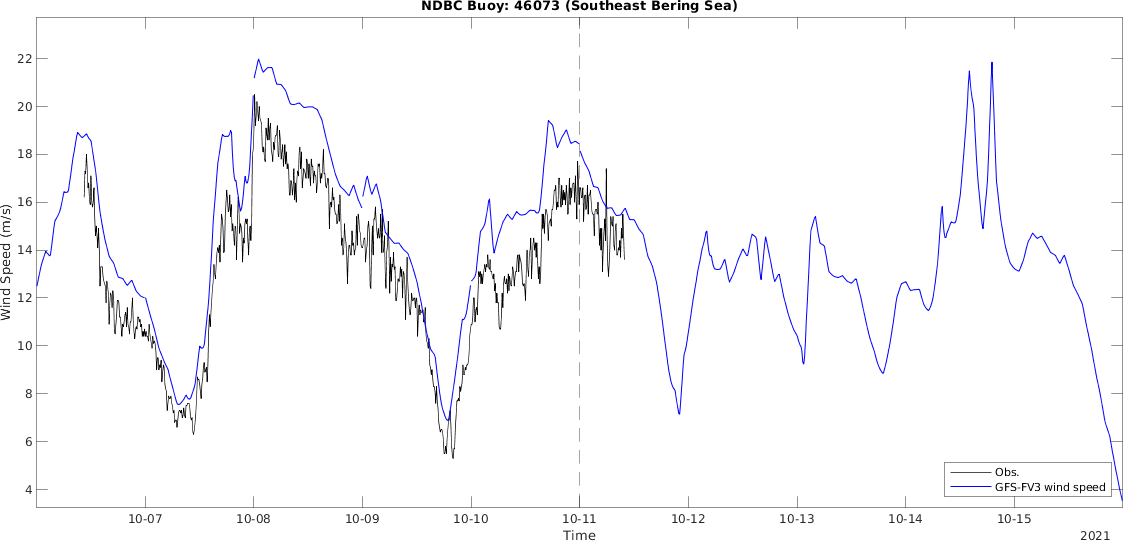 NDBC Buoy: 46073 (Southeast Bering Sea)
Wind Speed (m/s)
22
20
18
16
14
12
10
8
6
4
10-07 10-08 10-09 10-10 10-11 10-12 10-13 10-14 10-15
Time
2021
Obs.
GFS-FV3 wind speed